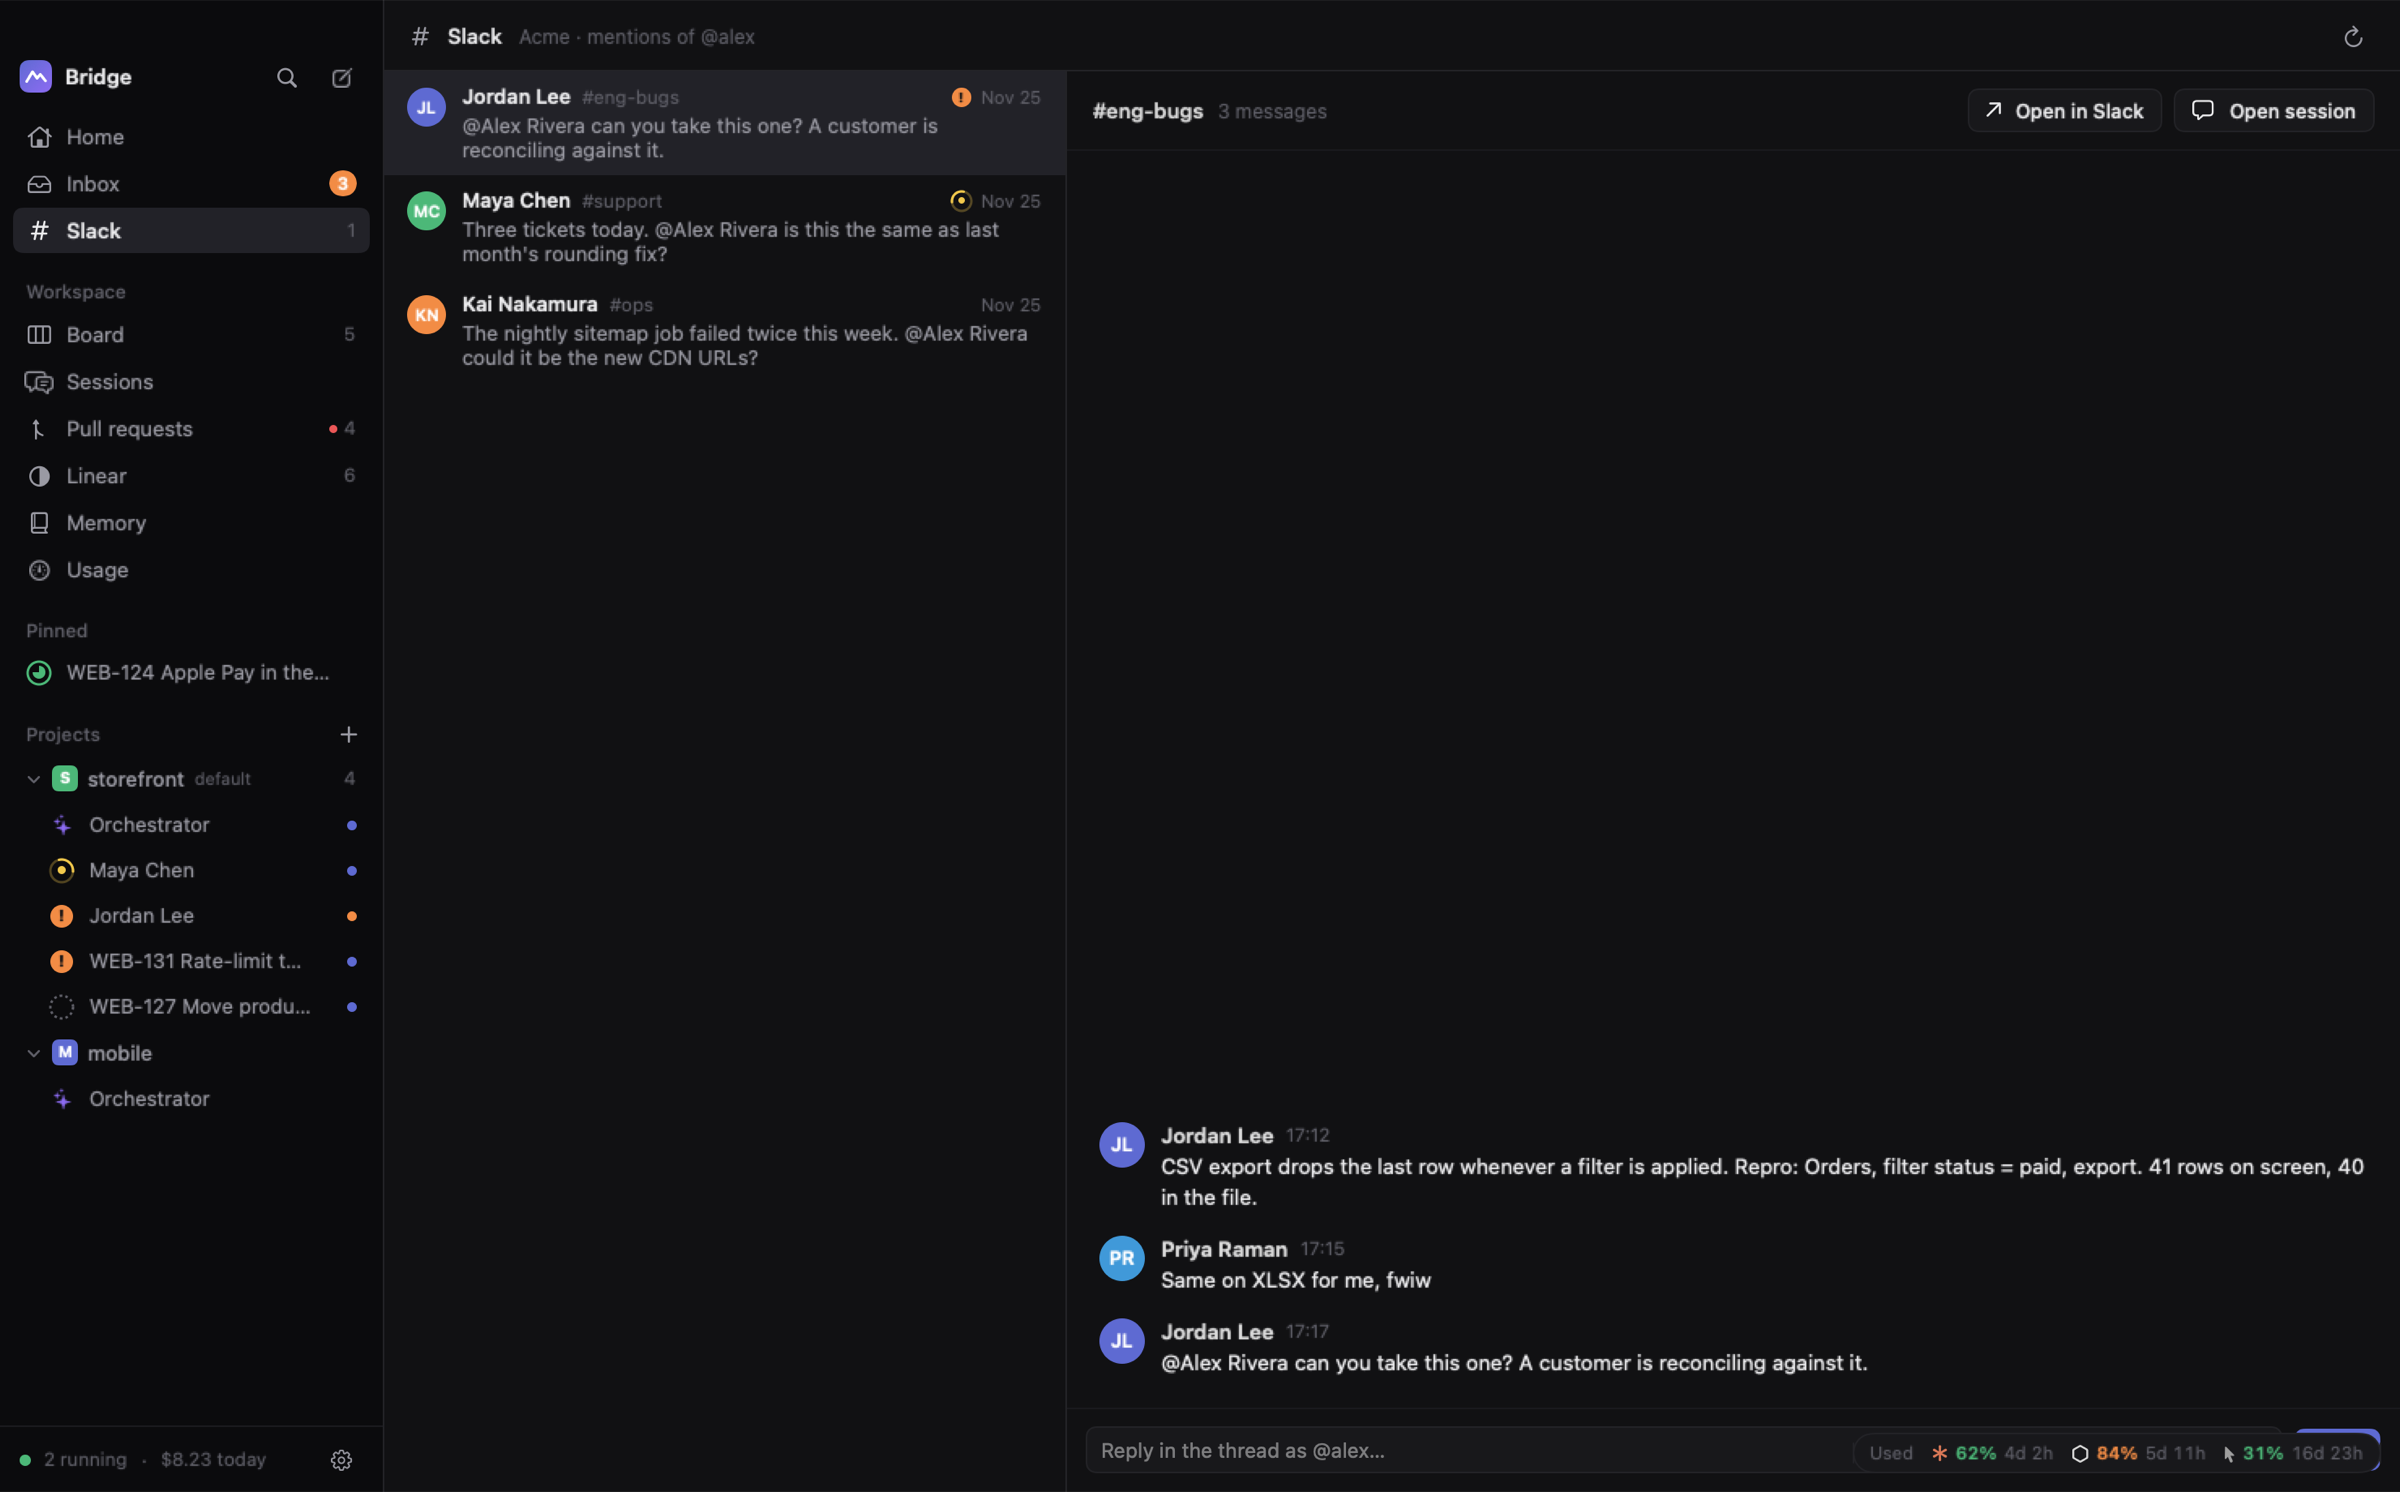 Bridge
Home
Inbox 3
Slack 1
Workspace
Board 5
Sessions
Pull requests 4
Linear 6
Memory
Usage
Pinned
WEB-124 Apple Pay in the...
Projects
S storefront default 4
Orchestrator
Maya Chen
Jordan Lee
WEB-131 Rate-limit t...
WEB-127 Move produ...
M mobile
Orchestrator
2 running · $8.23 today
# Slack Acme · mentions of @alex
JL Jordan Lee #eng-bugs Nov 25
@Alex Rivera can you take this one? A customer is
reconciling against it.
MC Maya Chen #support Nov 25
Three tickets today. @Alex Rivera is this the same as last
month's rounding fix?
KN Kai Nakamura #ops Nov 25
The nightly sitemap job failed twice this week. @Alex Rivera
could it be the new CDN URLs?
#eng-bugs 3 messages
Open in Slack
Open session
JL Jordan Lee 17:12
CSV export drops the last row whenever a filter is applied. Repro: Orders, filter status = paid, export. 41 rows on screen, 40
in the file.
PR Priya Raman 17:15
Same on XLSX for me, fwiw
JL Jordan Lee 17:17
@Alex Rivera can you take this one? A customer is reconciling against it.
Reply in the thread as @alex...
Used 62% 4d 2h 84% 5d 11h 31% 16d 23h